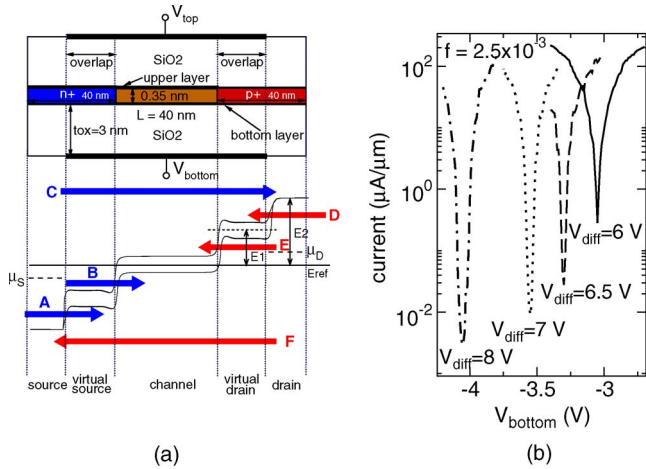 V_top
overlap
SiO2
overlap
upper layer
n+ 40 nm
0.35 nm
p+ 40 nm
L = 40 nm
tox=3 nm
SiO2
bottom layer
V_bottom
C
D
E
E2
E1
μ_D
Eref
μ_S
B
A
F
source
virtual source
channel
virtual drain
drain
(a)
f = 2.5x10^-3
current (μA/μm)
10^2
10^0
10^-2
V_diff=6 V
V_diff=6.5 V
V_diff=7 V
V_diff=8 V
-4
-3.5
-3
V_bottom (V)
(b)